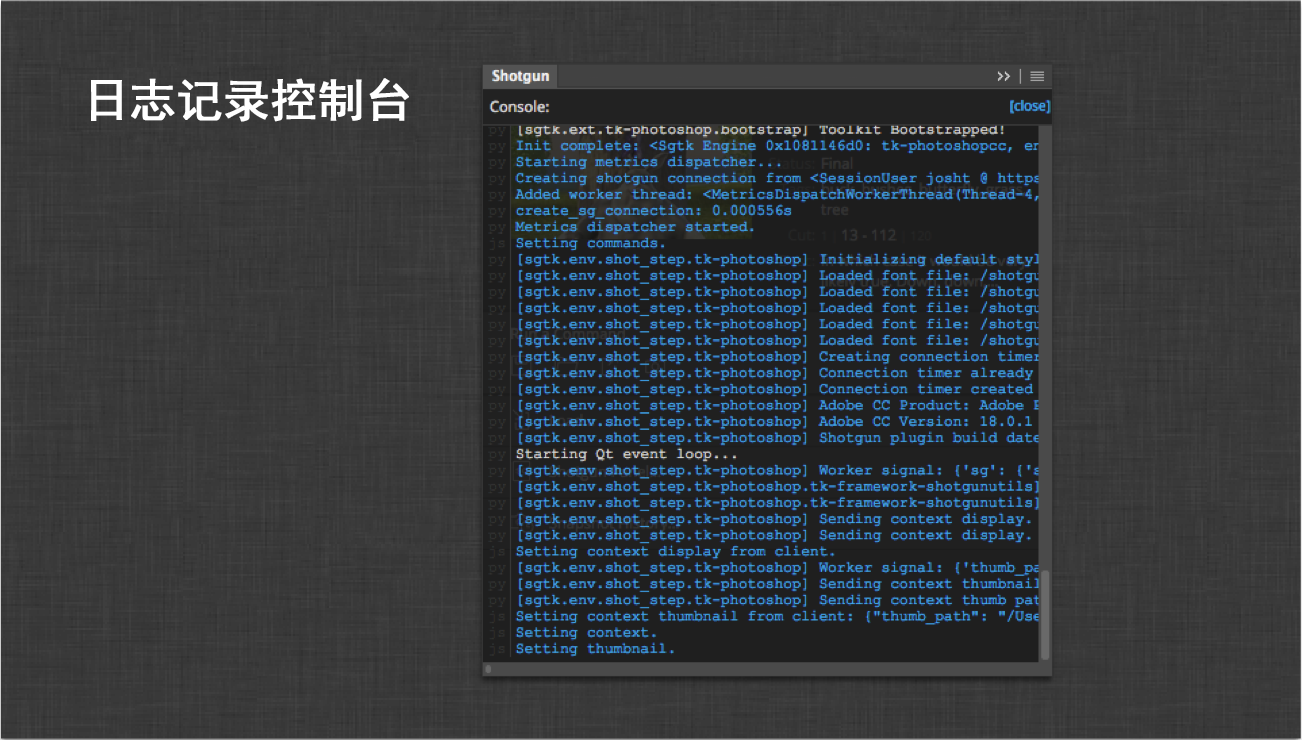 日志记录控制台
Shotgun
Console:
[close]
py [sgtk.ext.tk-photoshop.bootstrap] Toolkit Bootstrapped!
py Init complete: <Sgtk Engine 0x1081146d0: tk-photoshopcc, en
py Starting metrics dispatcher...
py Creating shotgun connection from <SessionUser josht @ https
py Added worker thread: <MetricsDispatchWorkerThread(Thread-4,
py create_sg_connection: 0.000556s
py Metrics dispatcher started.
js Setting commands.
py [sgtk.env.shot_step.tk-photoshop] Initializing default styl
py [sgtk.env.shot_step.tk-photoshop] Loaded font file: /shotgu
py [sgtk.env.shot_step.tk-photoshop] Loaded font file: /shotgu
py [sgtk.env.shot_step.tk-photoshop] Loaded font file: /shotgu
py [sgtk.env.shot_step.tk-photoshop] Loaded font file: /shotgu
py [sgtk.env.shot_step.tk-photoshop] Loaded font file: /shotgu
py [sgtk.env.shot_step.tk-photoshop] Creating connection timer
py [sgtk.env.shot_step.tk-photoshop] Connection timer already
py [sgtk.env.shot_step.tk-photoshop] Connection timer created
py [sgtk.env.shot_step.tk-photoshop] Adobe CC Product: Adobe P
py [sgtk.env.shot_step.tk-photoshop] Adobe CC Version: 18.0.1
py [sgtk.env.shot_step.tk-photoshop] Shotgun plugin build date
py Starting Qt event loop...
py [sgtk.env.shot_step.tk-photoshop] Worker signal: {'sg': {'s
py [sgtk.env.shot_step.tk-photoshop.tk-framework-shotgunutils]
py [sgtk.env.shot_step.tk-photoshop.tk-framework-shotgunutils]
py [sgtk.env.shot_step.tk-photoshop] Sending context display.
py [sgtk.env.shot_step.tk-photoshop] Sending context display.
js Setting context display from client.
py [sgtk.env.shot_step.tk-photoshop] Worker signal: {'thumb_pa
py [sgtk.env.shot_step.tk-photoshop] Sending context thumbnail
py [sgtk.env.shot_step.tk-photoshop] Sending context thumb pat
js Setting context thumbnail from client: {"thumb_path": "/Use
js Setting context.
js Setting thumbnail.
Final
tree
13 - 112